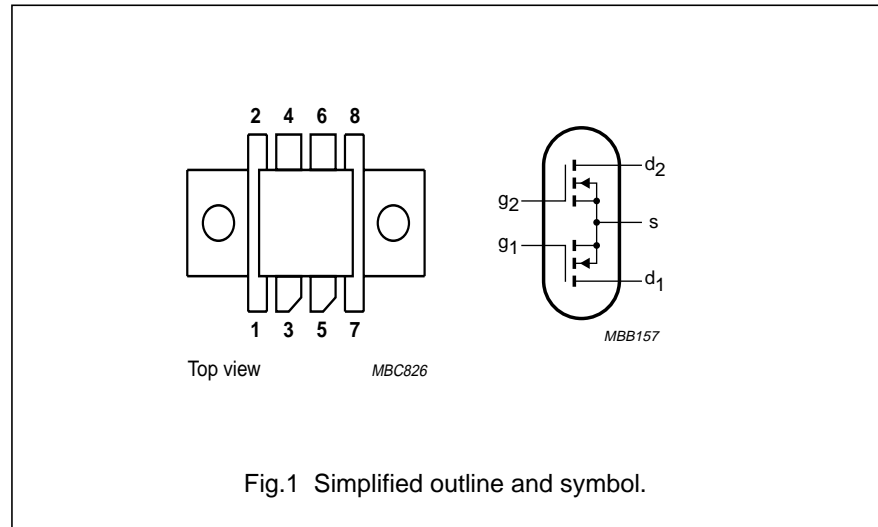 2 4 6 8
1 3 5 7
Top view MBC826
d2
g2
s
g1
d1
MBB157
Fig.1 Simplified outline and symbol.